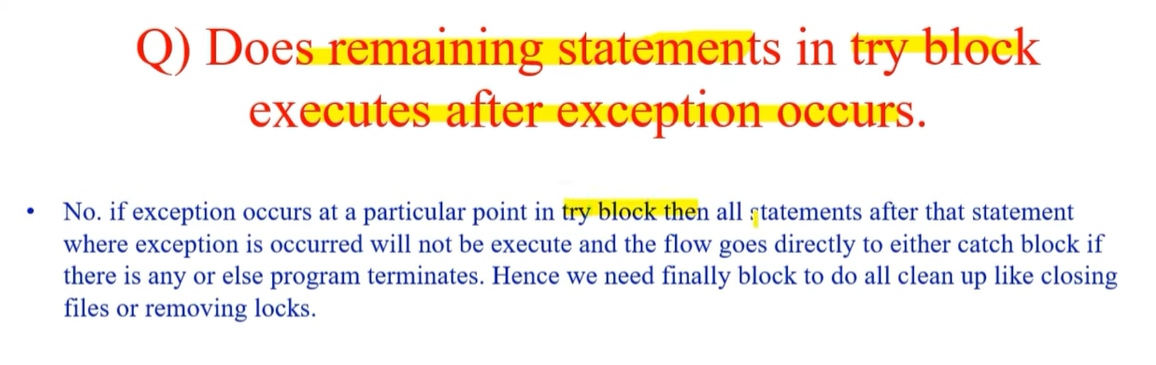 Q) Does remaining statements in try block
executes after exception occurs.
• No. if exception occurs at a particular point in try block then all statements after that statement
where exception is occurred will not be execute and the flow goes directly to either catch block if
there is any or else program terminates. Hence we need finally block to do all clean up like closing
files or removing locks.